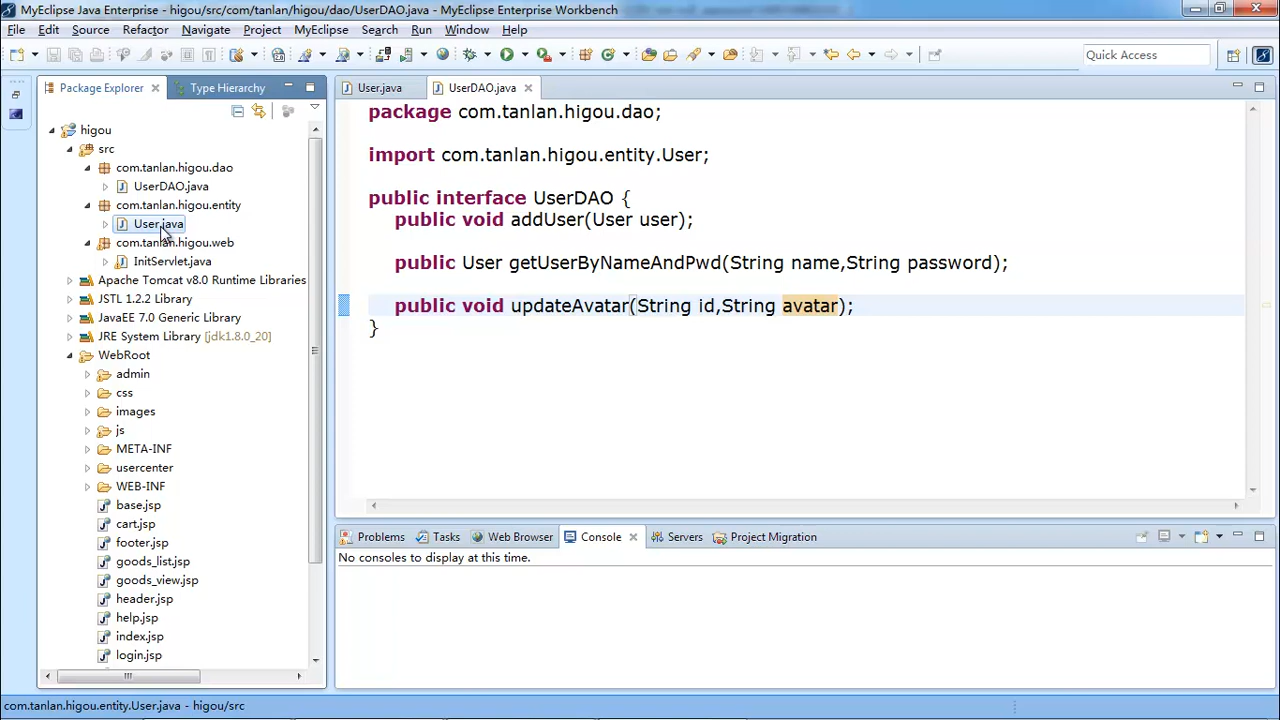 MyEclipse Java Enterprise - higou/src/com/tanlan/higou/dao/UserDAO.java - MyEclipse Enterprise Workbench
File Edit Source Refactor Navigate Project MyEclipse Search Run Window Help
Quick Access
Package Explorer Type Hierarchy
higou
src
com.tanlan.higou.dao
UserDAO.java
com.tanlan.higou.entity
User.java
com.tanlan.higou.web
InitServlet.java
Apache Tomcat v8.0 Runtime Libraries
JSTL 1.2.2 Library
JavaEE 7.0 Generic Library
JRE System Library [jdk1.8.0_20]
WebRoot
admin
css
images
js
META-INF
usercenter
WEB-INF
base.jsp
cart.jsp
footer.jsp
goods_list.jsp
goods_view.jsp
header.jsp
help.jsp
index.jsp
login.jsp
User.java UserDAO.java
package com.tanlan.higou.dao;
import com.tanlan.higou.entity.User;
public interface UserDAO {
public void addUser(User user);
public User getUserByNameAndPwd(String name,String password);
public void updateAvatar(String id,String avatar);
}
Problems Tasks Web Browser Console Servers Project Migration
No consoles to display at this time.
com.tanlan.higou.entity.User.java - higou/src